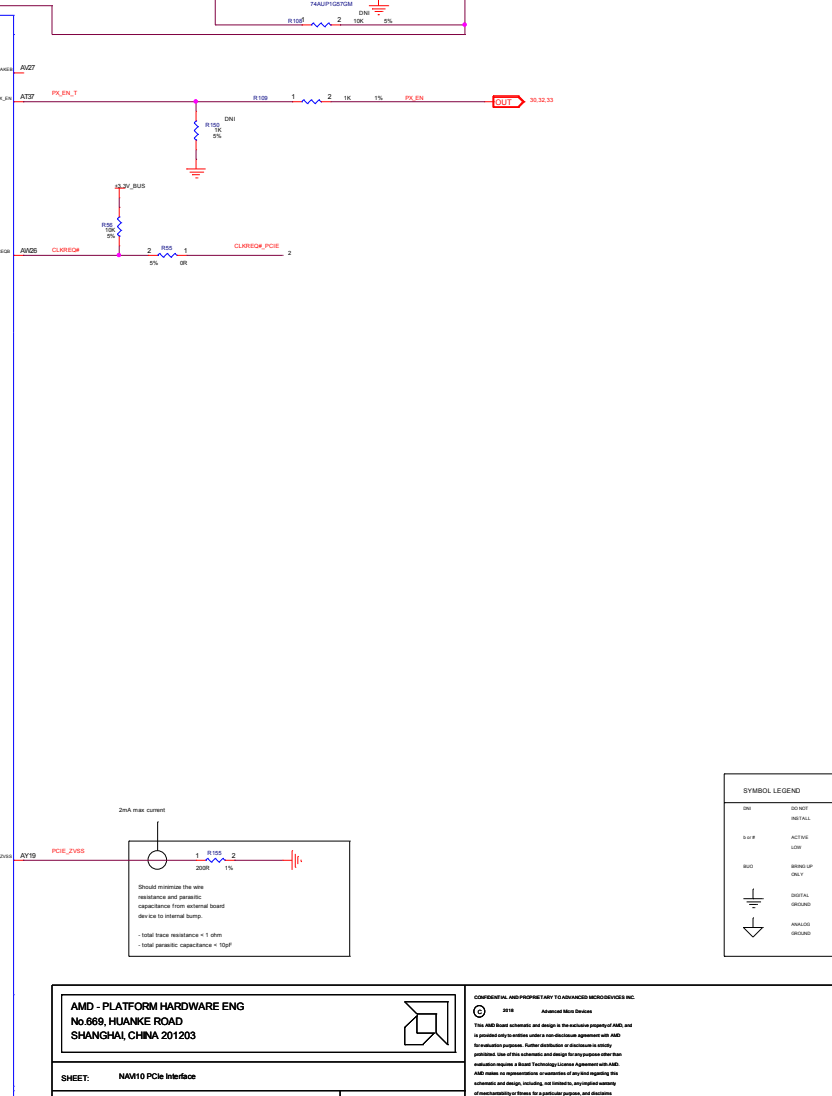 74AUP1G57GM
DNI
R108 1 2 10K 5%
AKEB AV27
X_EN AT37 PX_EN_T R109 1 2 1K 1% PX_EN OUT 30,32,33
R150 DNI
1K
5%
+3.3V_BUS
R56
10K
5%
EQB AW26 CLKREQ# 2 R55 1 CLKREQ#_PCIE 2
5% 0R
SYMBOL LEGEND
DNI DO NOT
INSTALL
b or # ACTIVE
LOW
BUO BRING UP
ONLY
DIGITAL
GROUND
ANALOG
GROUND
2mA max current
ZVSS AY19 PCIE_ZVSS 1 R155 2
200R 1%
Should minimize the wire
resistance and parasitic
capacitance from external board
device to internal bump.
- total trace resistance < 1 ohm
- total parasitic capacitance < 10pF
AMD - PLATFORM HARDWARE ENG
No.669, HUANKE ROAD
SHANGHAI, CHINA 201203
SHEET: NAVI10 PCIe Interface
CONFIDENTIAL AND PROPRIETARY TO ADVANCED MICRO DEVICES INC.
C 2018 Advanced Micro Devices
This AMD Board schematic and design is the exclusive property of AMD, and
is provided only to entities under a non-disclosure agreement with AMD
for evaluation purposes. Further distribution or disclosure is strictly
prohibited. Use of this schematic and design for any purpose other than
evaluation requires a Board Technology License Agreement with AMD.
AMD makes no representations or warranties of any kind regarding this
schematic and design, including, not limited to, any implied warranty
of merchantability or fitness for a particular purpose, and disclaims